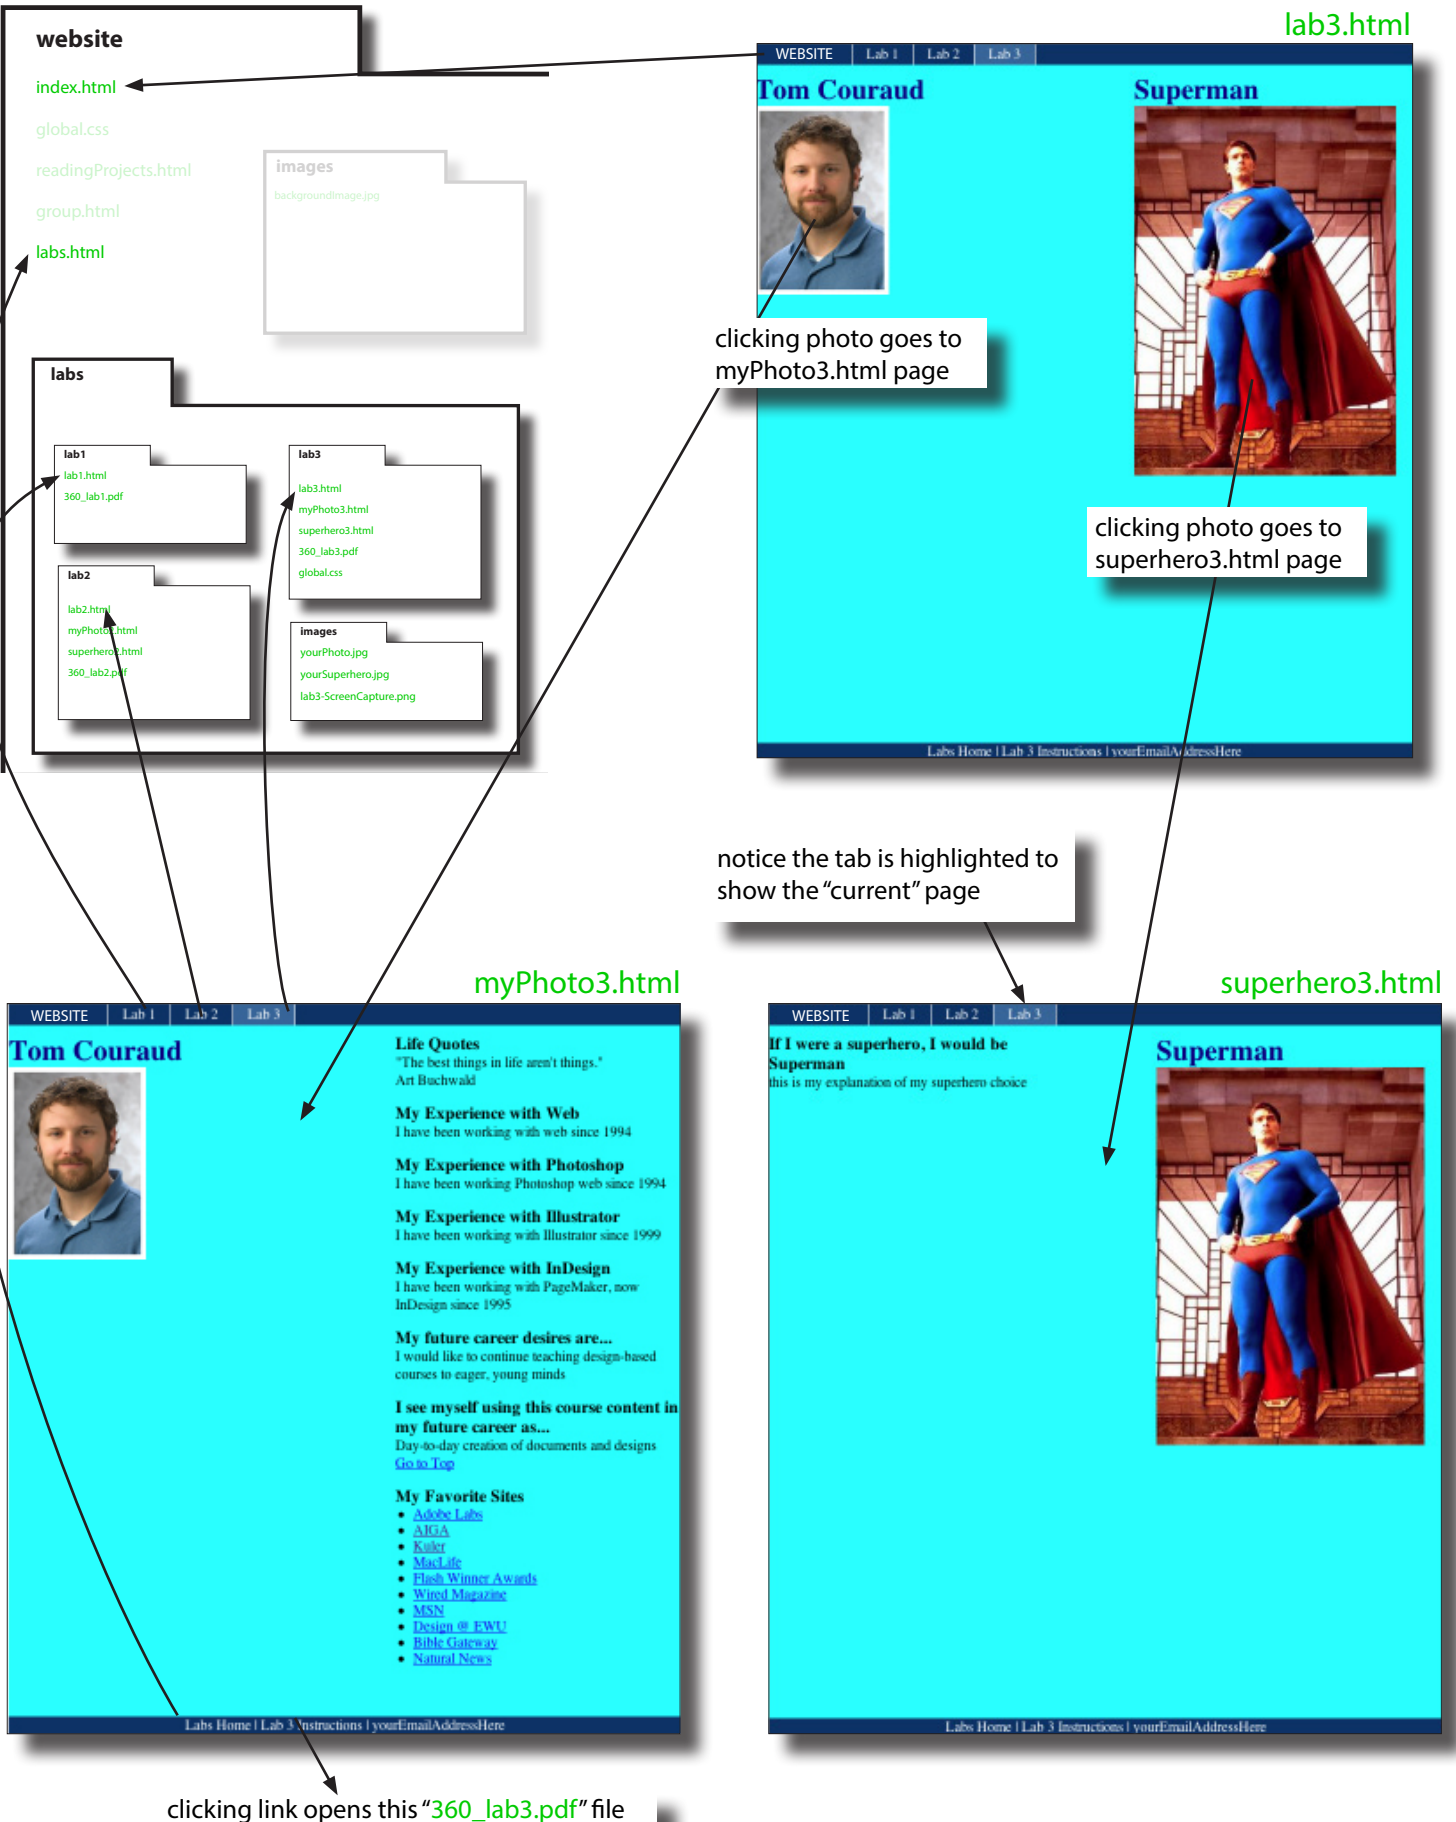 website
index.html
global.css
readingProjects.html
group.html
labs.html
images
backgroundImage.jpg
labs
lab1
lab1.html
360_lab1.pdf
lab2
lab2.html
myPhoto2.html
superhero2.html
360_lab2.pdf
lab3
lab3.html
myPhoto3.html
superhero3.html
360_lab3.pdf
global.css
images
yourPhoto.jpg
yourSuperhero.jpg
lab3-ScreenCapture.png
lab3.html
WEBSITE Lab 1 Lab 2 Lab 3
Tom Couraud
Superman
clicking photo goes to
myPhoto3.html page
clicking photo goes to
superhero3.html page
Labs Home | Lab 3 Instructions | yourEmailAddressHere
notice the tab is highlighted to
show the “current” page
myPhoto3.html
WEBSITE Lab 1 Lab 2 Lab 3
Tom Couraud
Life Quotes
"The best things in life aren't things."
Art Buchwald
My Experience with Web
I have been working with web since 1994
My Experience with Photoshop
I have been working Photoshop web since 1994
My Experience with Illustrator
I have been working with Illustrator since 1999
My Experience with InDesign
I have been working with PageMaker, now
InDesign since 1995
My future career desires are...
I would like to continue teaching design-based
courses to eager, young minds
I see myself using this course content in
my future career as...
Day-to-day creation of documents and designs
Go to Top
My Favorite Sites
• Adobe Labs
• AIGA
• Kuler
• MacLife
• Flash Winner Awards
• Wired Magazine
• MSN
• Design @ EWU
• Bible Gateway
• Natural News
Labs Home | Lab 3 Instructions | yourEmailAddressHere
clicking link opens this “360_lab3.pdf” file
superhero3.html
WEBSITE Lab 1 Lab 2 Lab 3
If I were a superhero, I would be
Superman
this is my explanation of my superhero choice
Superman
Labs Home | Lab 3 Instructions | yourEmailAddressHere